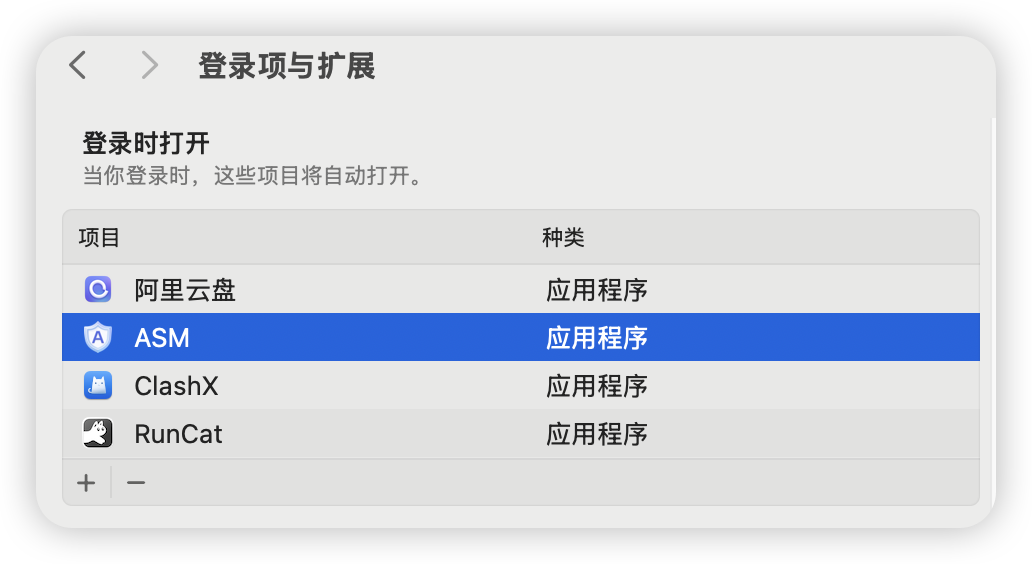 登录项与扩展
登录时打开
当你登录时，这些项目将自动打开。
项目 种类
阿里云盘 应用程序
ASM 应用程序
ClashX 应用程序
RunCat 应用程序